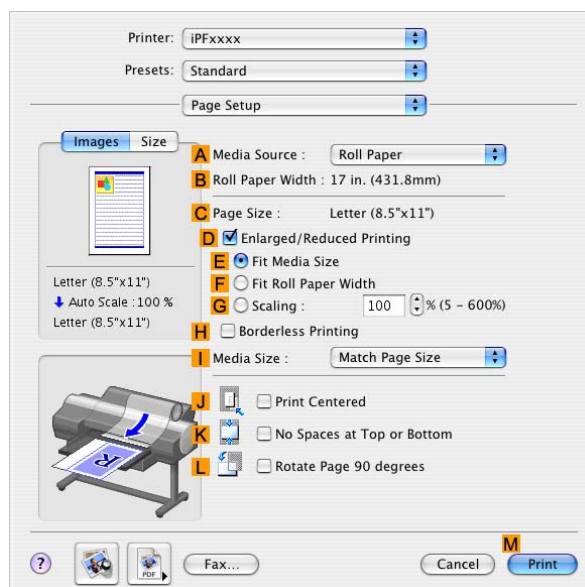 Printer: iPFxxxx
Presets: Standard
Page Setup
Images Size
A Media Source : Roll Paper
B Roll Paper Width : 17 in. (431.8mm)
C Page Size : Letter (8.5"x11")
D Enlarged/Reduced Printing
E Fit Media Size
F Fit Roll Paper Width
G Scaling : 100 % (5 - 600%)
Letter (8.5"x11")
Auto Scale :100 %
Letter (8.5"x11")
H Borderless Printing
I Media Size : Match Page Size
J Print Centered
K No Spaces at Top or Bottom
L Rotate Page 90 degrees
R
M
? PDF Fax... Cancel Print